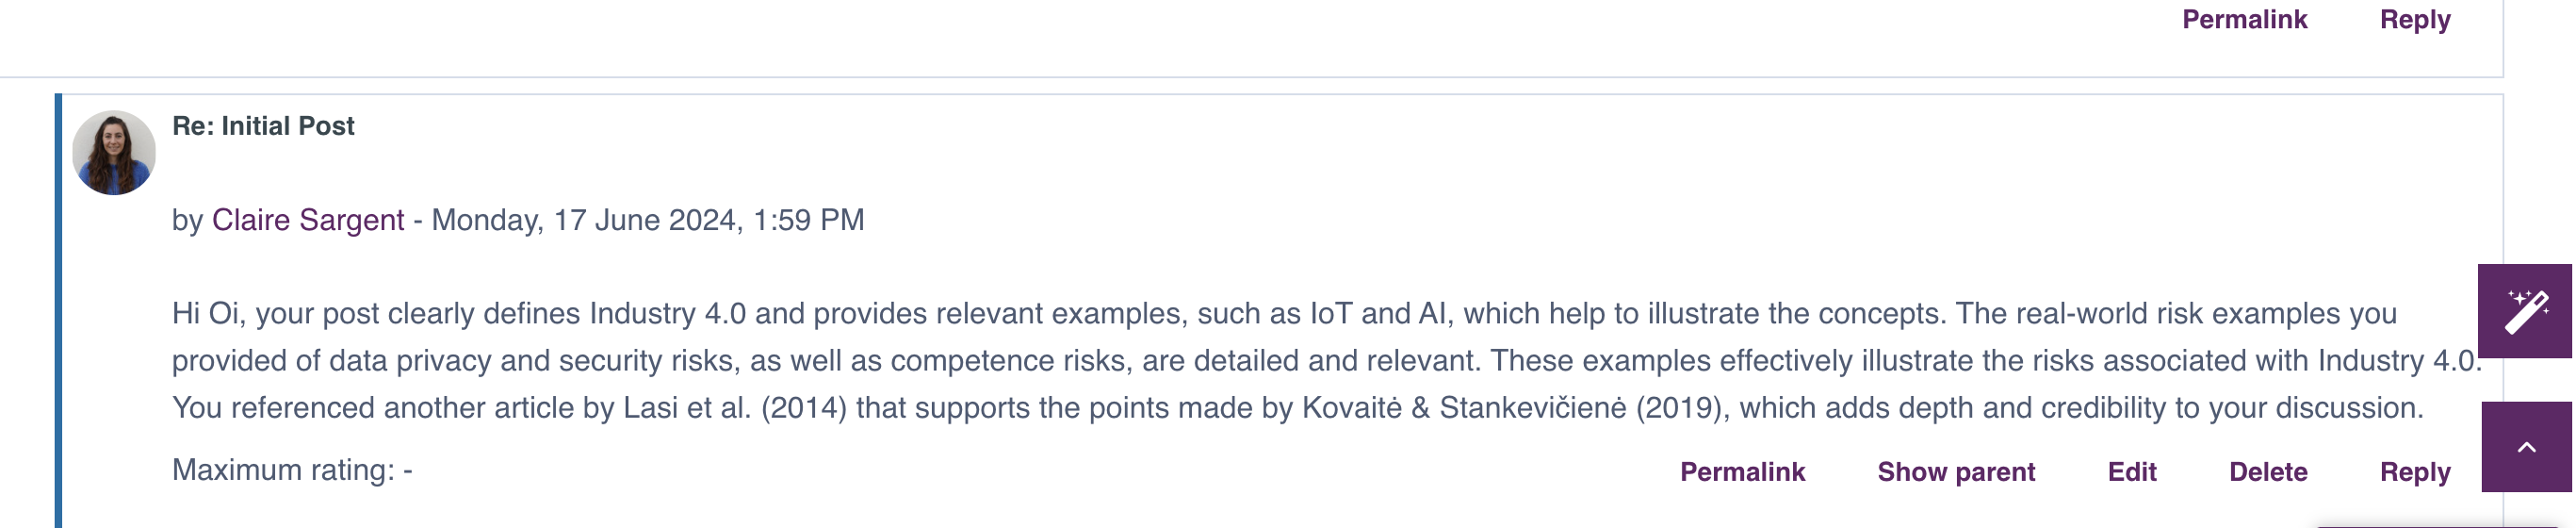 Permalink Reply
Re: Initial Post
by Claire Sargent - Monday, 17 June 2024, 1:59 PM
Hi Oi, your post clearly defines Industry 4.0 and provides relevant examples, such as IoT and AI, which help to illustrate the concepts. The real-world risk examples you
provided of data privacy and security risks, as well as competence risks, are detailed and relevant. These examples effectively illustrate the risks associated with Industry 4.0.
You referenced another article by Lasi et al. (2014) that supports the points made by Kovaitė & Stankevičienė (2019), which adds depth and credibility to your discussion.
Maximum rating: -
Permalink Show parent Edit Delete Reply